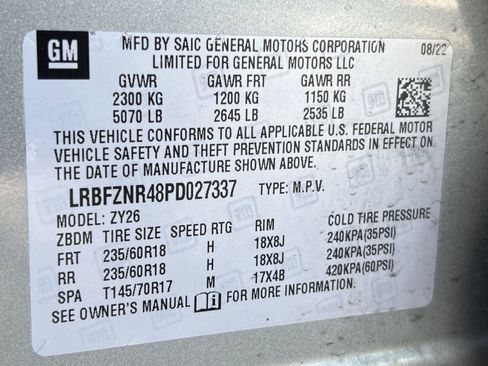 GM
MFD BY SAIC GENERAL MOTORS CORPORATION 08/22
LIMITED FOR GENERAL MOTORS LLC
GVWR GAWR FRT GAWR RR
2300 KG 1200 KG 1150 KG
5070 LB 2645 LB 2535 LB
THIS VEHICLE CONFORMS TO ALL APPLICABLE U.S. FEDERAL MOTOR
VEHICLE SAFETY AND THEFT PREVENTION STANDARDS IN EFFECT ON
THE DATE OF MANUFACTURE SHOWN ABOVE.
LRBFZNR48PD027337 TYPE: M.P.V.
MODEL: ZY26
ZBDM TIRE SIZE SPEED RTG RIM COLD TIRE PRESSURE
FRT 235/60R18 H 18X8J 240KPA(35PSI)
RR 235/60R18 H 18X8J 240KPA(35PSI)
SPA T145/70R17 M 17X4B 420KPA(60PSI)
SEE OWNER'S MANUAL FOR MORE INFORMATION.